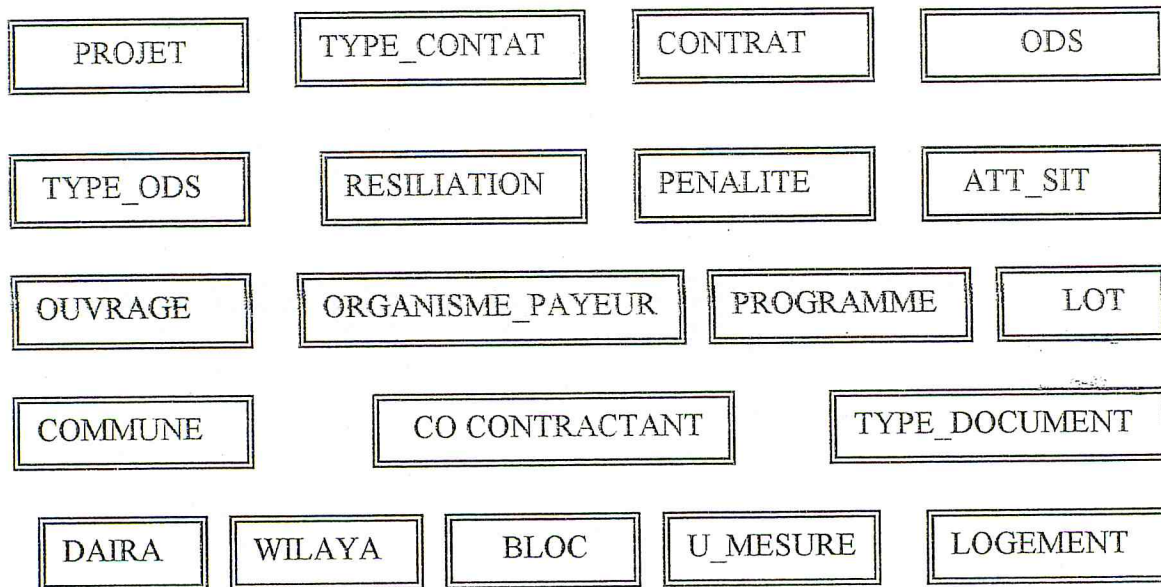 PROJET TYPE_CONTAT CONTRAT ODS
TYPE_ODS RESILIATION PENALITE ATT_SIT
OUVRAGE ORGANISME_PAYEUR PROGRAMME LOT
COMMUNE CO CONTRACTANT TYPE_DOCUMENT
DAIRA WILAYA BLOC U_MESURE LOGEMENT